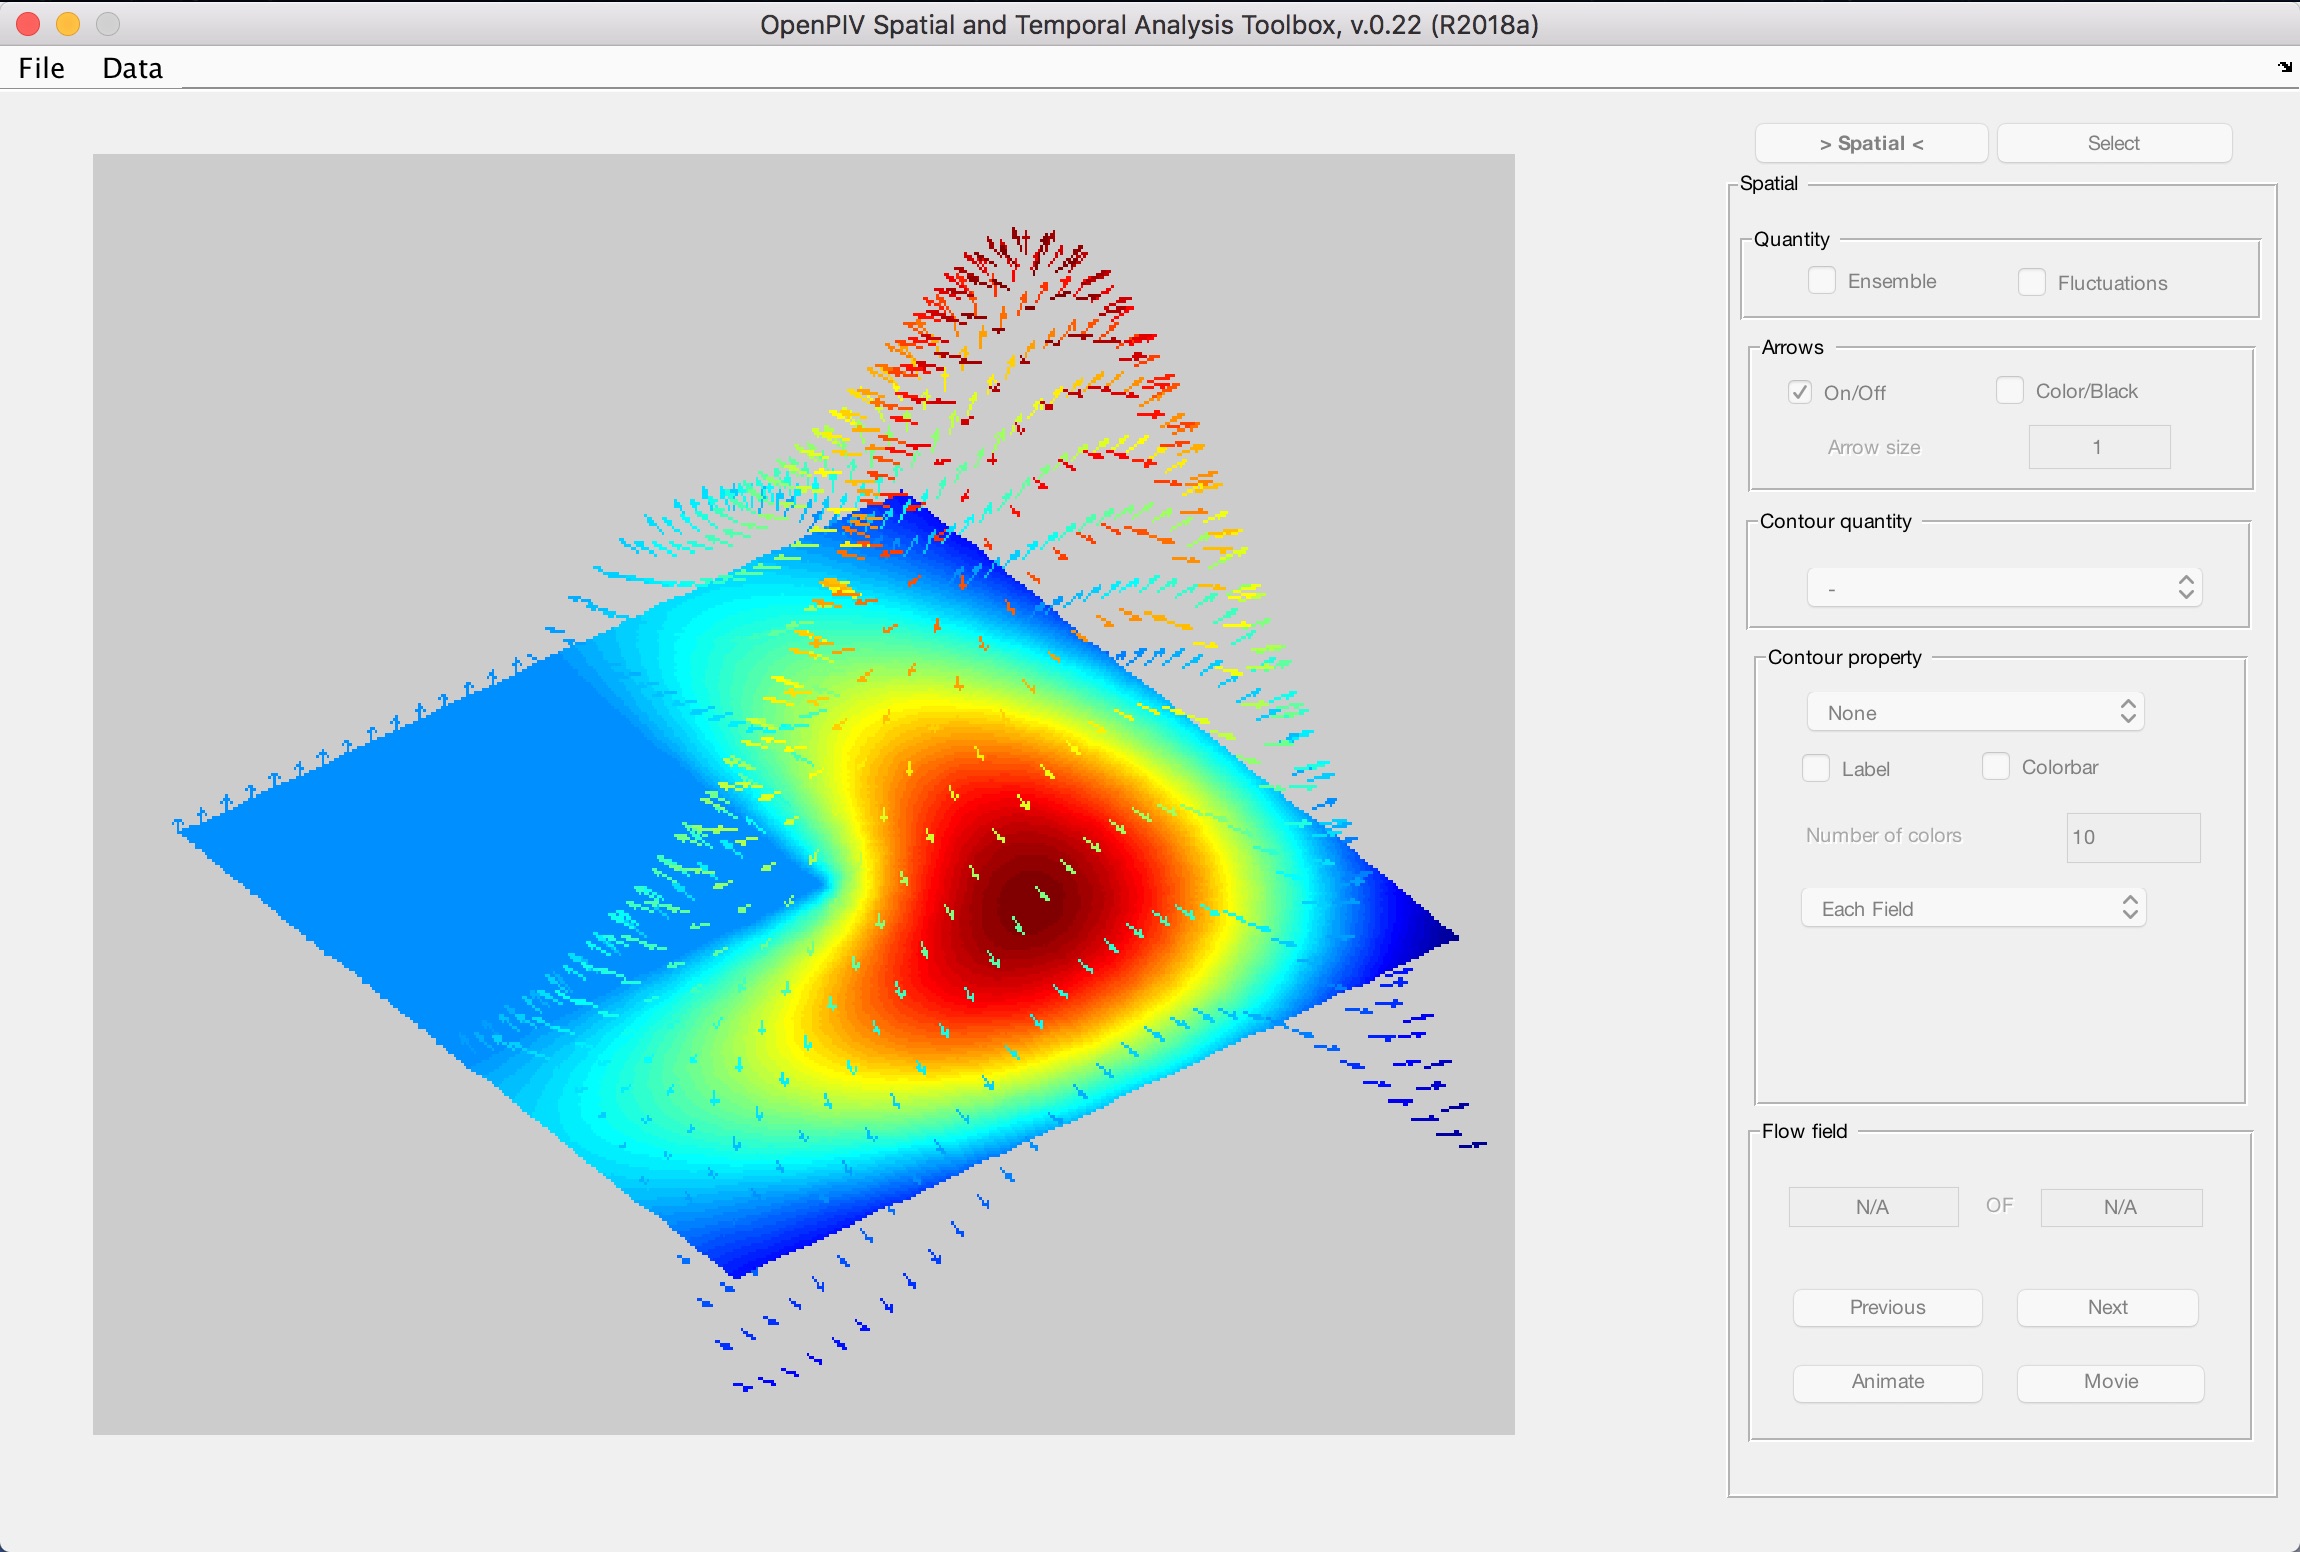 OpenPIV Spatial and Temporal Analysis Toolbox, v.0.22 (R2018a)
File Data
> Spatial < Select
Spatial
Quantity
Ensemble Fluctuations
Arrows
On/Off Color/Black
Arrow size 1
Contour quantity
-
Contour property
None
Label Colorbar
Number of colors 10
Each Field
Flow field
N/A OF N/A
Previous Next
Animate Movie